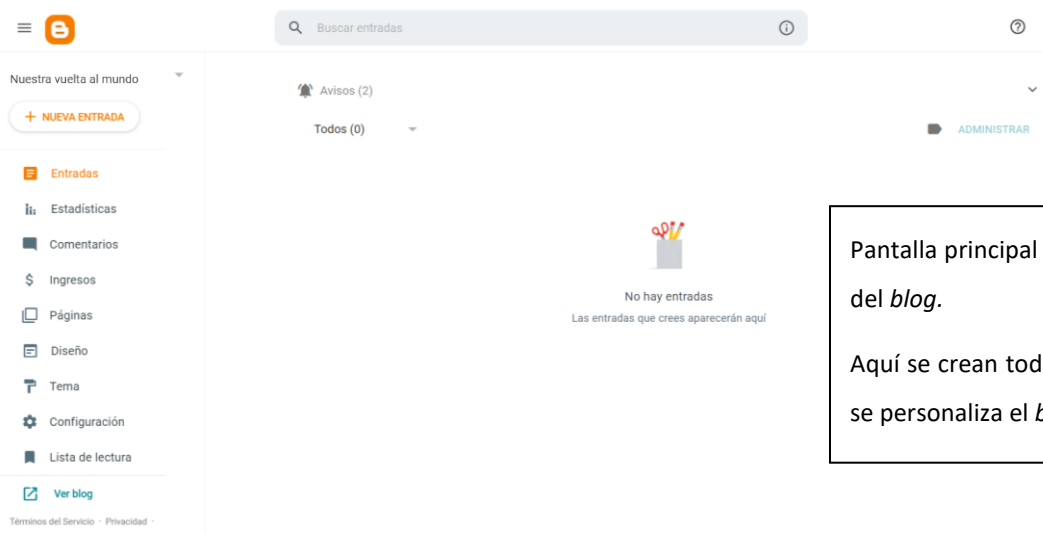 Buscar entradas
Nuestra vuelta al mundo
+ NUEVA ENTRADA
Entradas
Estadísticas
Comentarios
$ Ingresos
Páginas
Diseño
Tema
Configuración
Lista de lectura
Ver blog
Términos del Servicio · Privacidad ·
Avisos (2)
Todos (0)
ADMINISTRAR
No hay entradas
Las entradas que crees aparecerán aquí
Pantalla principal
del blog.
Aquí se crean
se personaliza el